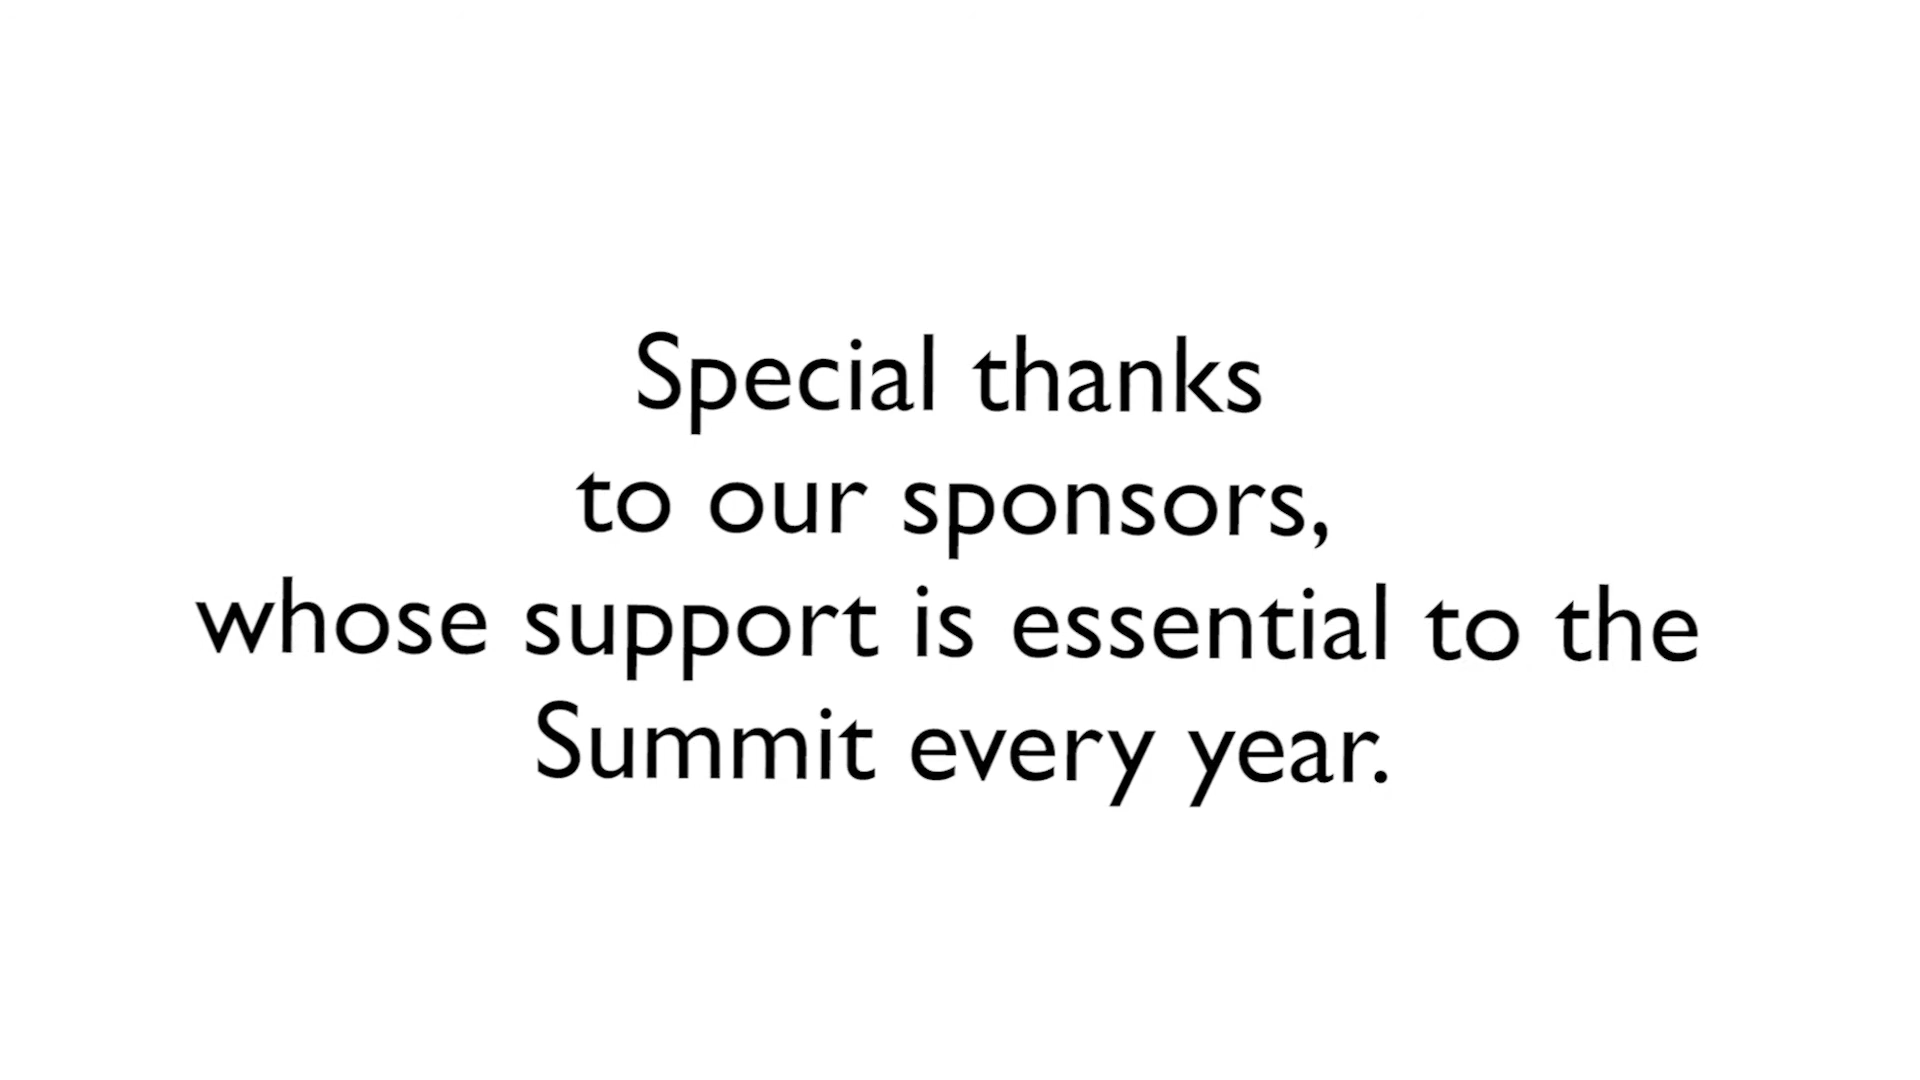 Special thanks
to our sponsors,
whose support is essential to the
Summit every year.